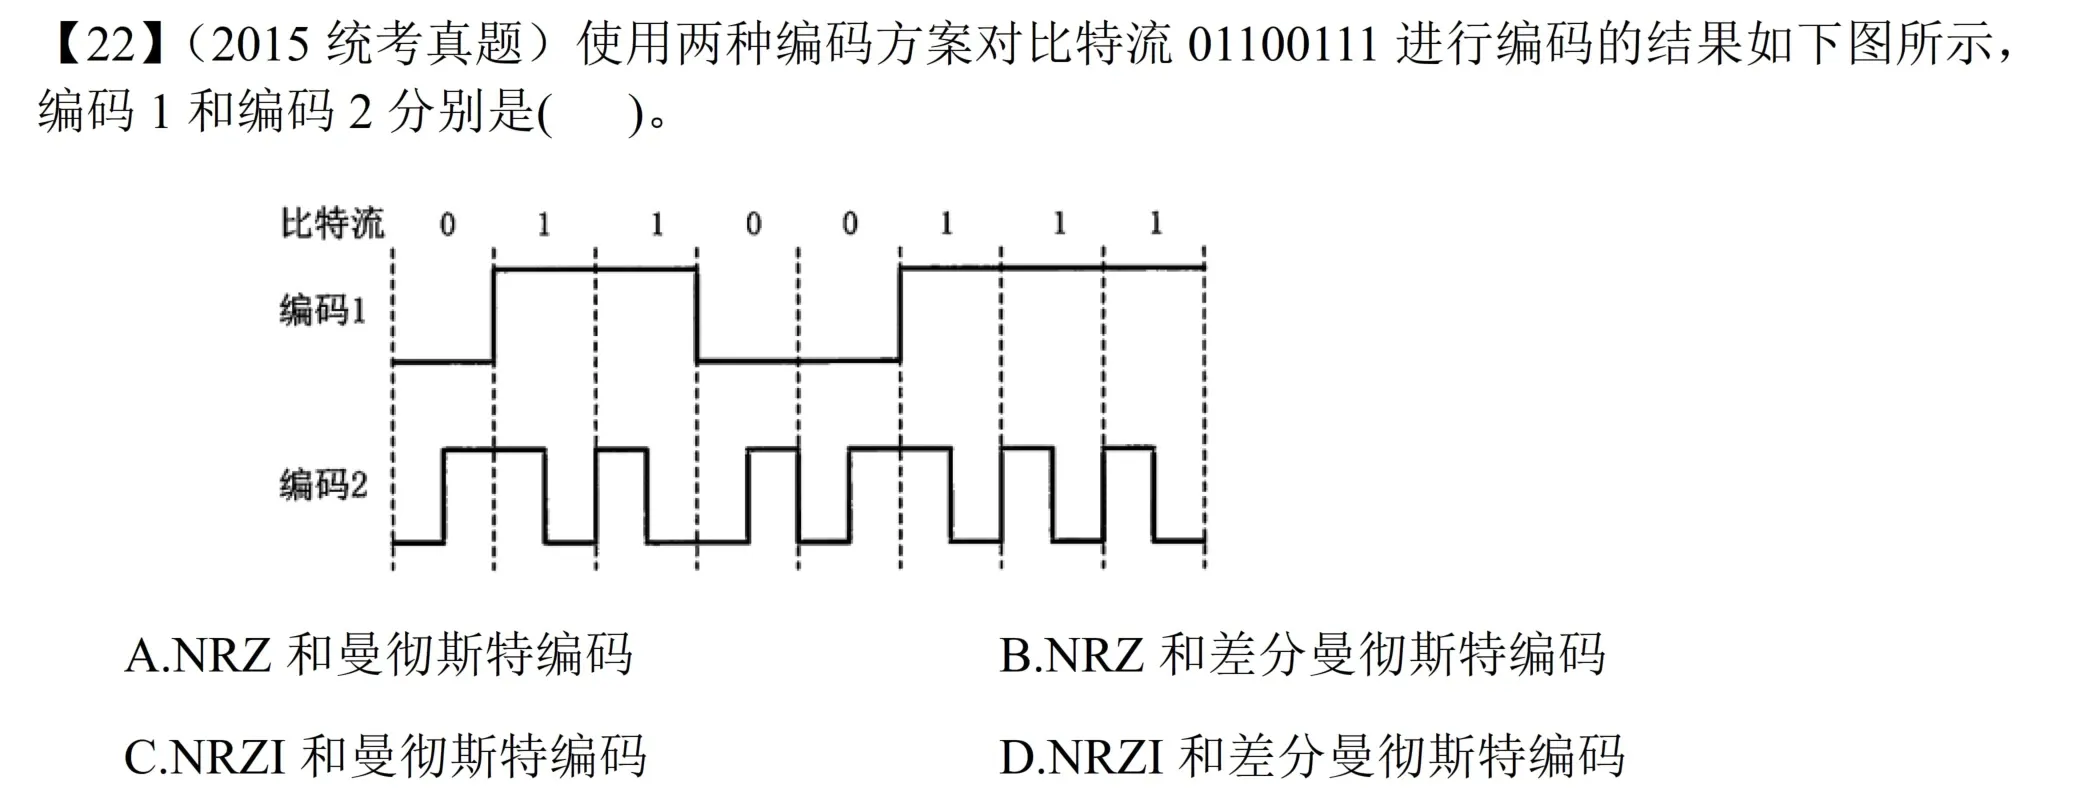 【22】（2015 统考真题）使用两种编码方案对比特流 01100111 进行编码的结果如下图所示，
编码 1 和编码 2 分别是(    )。
比特流 0 1 1 0 0 1 1 1
编码1
编码2
A.NRZ 和曼彻斯特编码
B.NRZ 和差分曼彻斯特编码
C.NRZI 和曼彻斯特编码
D.NRZI 和差分曼彻斯特编码